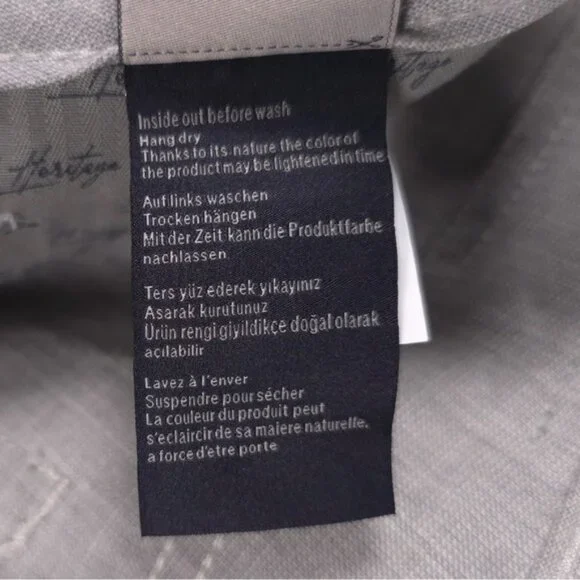 Heritage
Heritage
Inside out before wash
Hang dry
Thanks to its nature the color of
the product may be lightened in time
Auf links waschen
Trocken hängen
Mit der Zeit kann die Produktfarbe
nachlassen
Ters yüz ederek yıkayınız
Asarak kurutunuz
Ürün rengi giyildikçe doğal olarak
açılabilir
Lavez à l'enver
Suspendre pour sécher
La couleur du produit peut
s'eclaircir de sa maiere naturelle,
a force d'etre porte